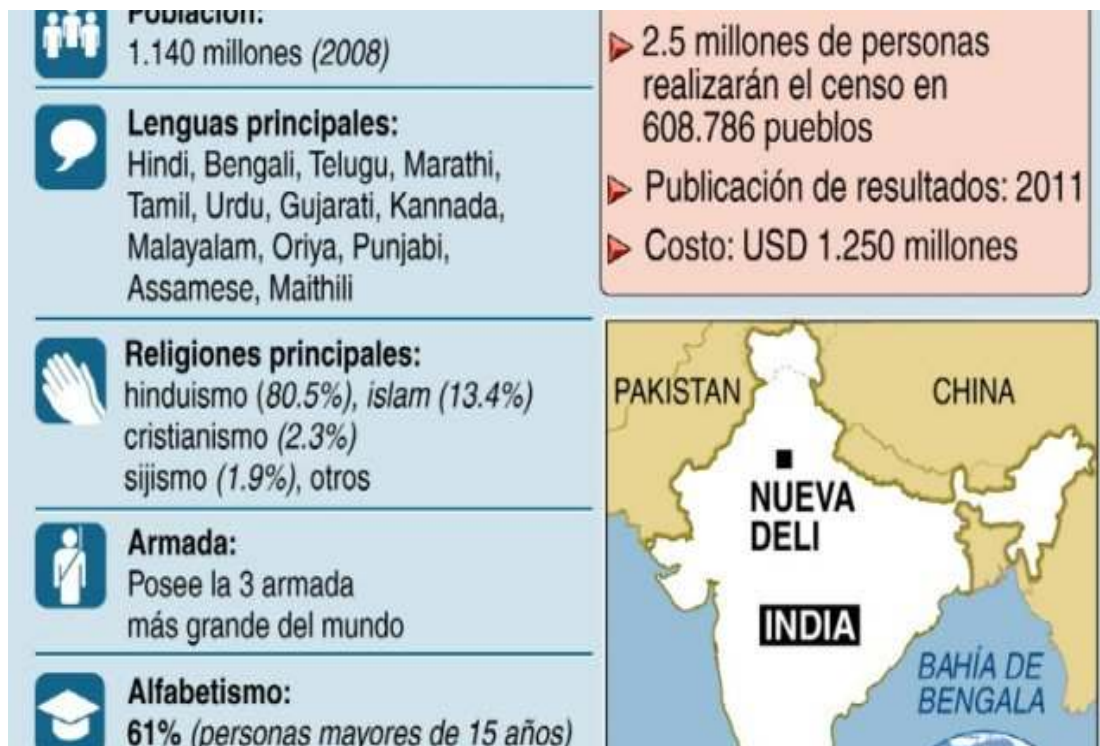 Población:
1.140 millones (2008)
Lenguas principales:
Hindi, Bengali, Telugu, Marathi,
Tamil, Urdu, Gujarati, Kannada,
Malayalam, Oriya, Punjabi,
Assamese, Maithili
Religiones principales:
hinduismo (80.5%), islam (13.4%)
cristianismo (2.3%)
sijismo (1.9%), otros
Armada:
Posee la 3 armada
más grande del mundo
Alfabetismo:
61% (personas mayores de 15 años)
2.5 millones de personas
realizarán el censo en
608.786 pueblos
Publicación de resultados: 2011
Costo: USD 1.250 millones
PAKISTAN
CHINA
NUEVA
DELI
INDIA
BAHÍA DE
BENGALA